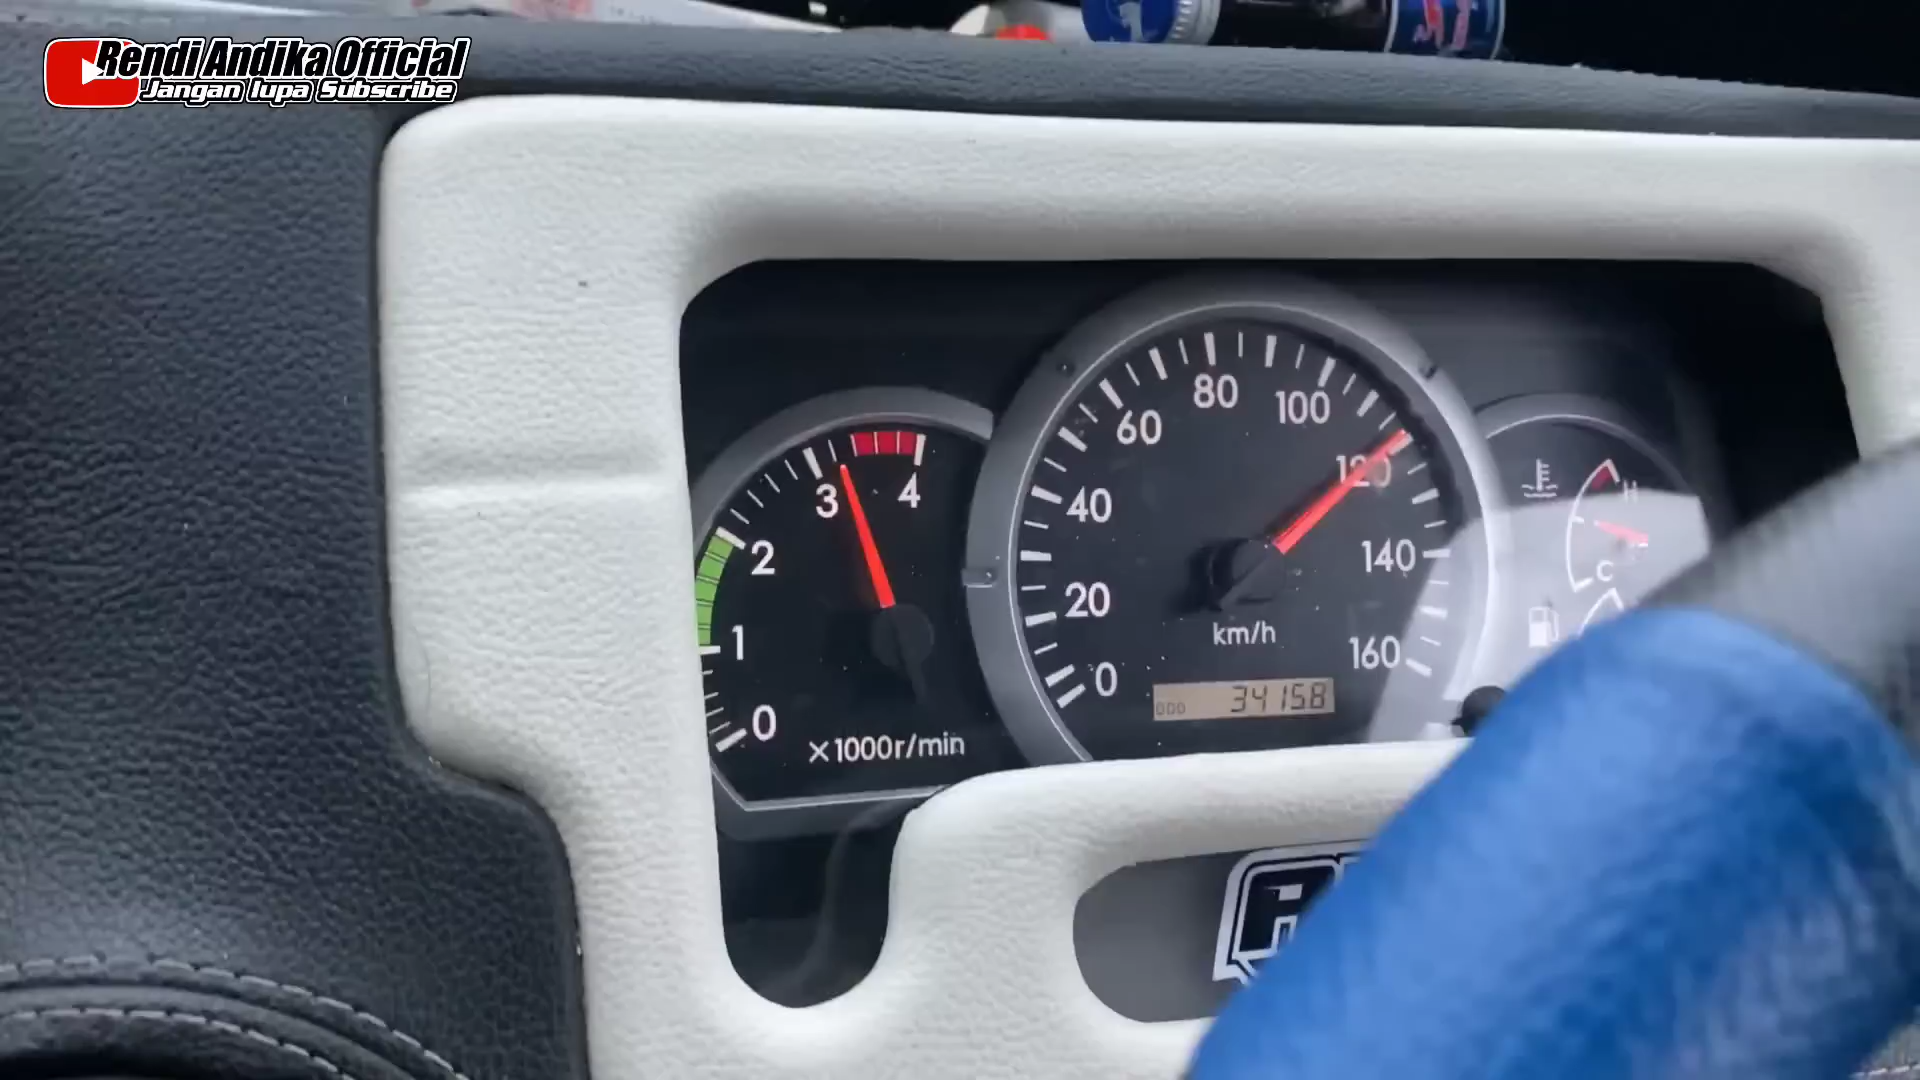 Rendi Andika Official
Jangan lupa Subscribe
0
1
2
3
4
×1000r/min
0
20
40
60
80
100
120
140
160
km/h
ODO 34158
H
C